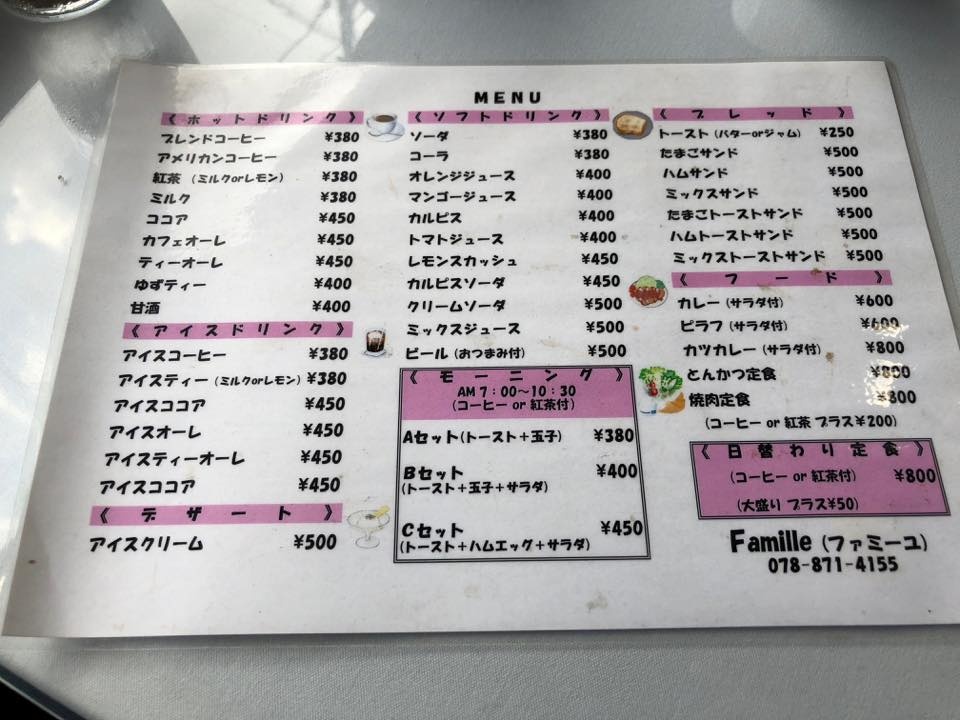 MENU
《ホットドリンク》
ブレンドコーヒー ¥380
アメリカンコーヒー ¥380
紅茶 (ミルクorレモン) ¥380
ミルク ¥380
ココア ¥450
カフェオーレ ¥450
ティーオーレ ¥450
ゆずティー ¥400
甘酒 ¥400
《アイスドリンク》
アイスコーヒー ¥380
アイスティー(ミルクorレモン) ¥380
アイスココア ¥450
アイスオーレ ¥450
アイスティーオーレ ¥450
アイスココア ¥450
《デザート》
アイスクリーム ¥500
《ソフトドリンク》
ソーダ ¥380
コーラ ¥380
オレンジジュース ¥400
マンゴージュース ¥400
カルピス ¥400
トマトジュース ¥400
レモンスカッシュ ¥450
カルピスソーダ ¥450
クリームソーダ ¥500
ミックスジュース ¥500
ビール(おつまみ付) ¥500
《モーニング》
AM 7:00～10:30
(コーヒー or 紅茶付)
Aセット(トースト+玉子) ¥380
Bセット ¥400
(トースト+玉子+サラダ)
Cセット ¥450
(トースト+ハムエッグ+サラダ)
《ブレッド》
トースト(バターorジャム) ¥250
たまごサンド ¥500
ハムサンド ¥500
ミックスサンド ¥500
たまごトーストサンド ¥500
ハムトーストサンド ¥500
ミックストーストサンド ¥500
《フード》
カレー(サラダ付) ¥600
ピラフ(サラダ付) ¥600
カツカレー(サラダ付) ¥800
とんかつ定食 ¥800
焼肉定食 ¥800
(コーヒー or 紅茶 プラス¥200)
《日替わり定食》
(コーヒー or 紅茶付) ¥800
(大盛り プラス¥50)
Famille (ファミーユ)
078-871-4155